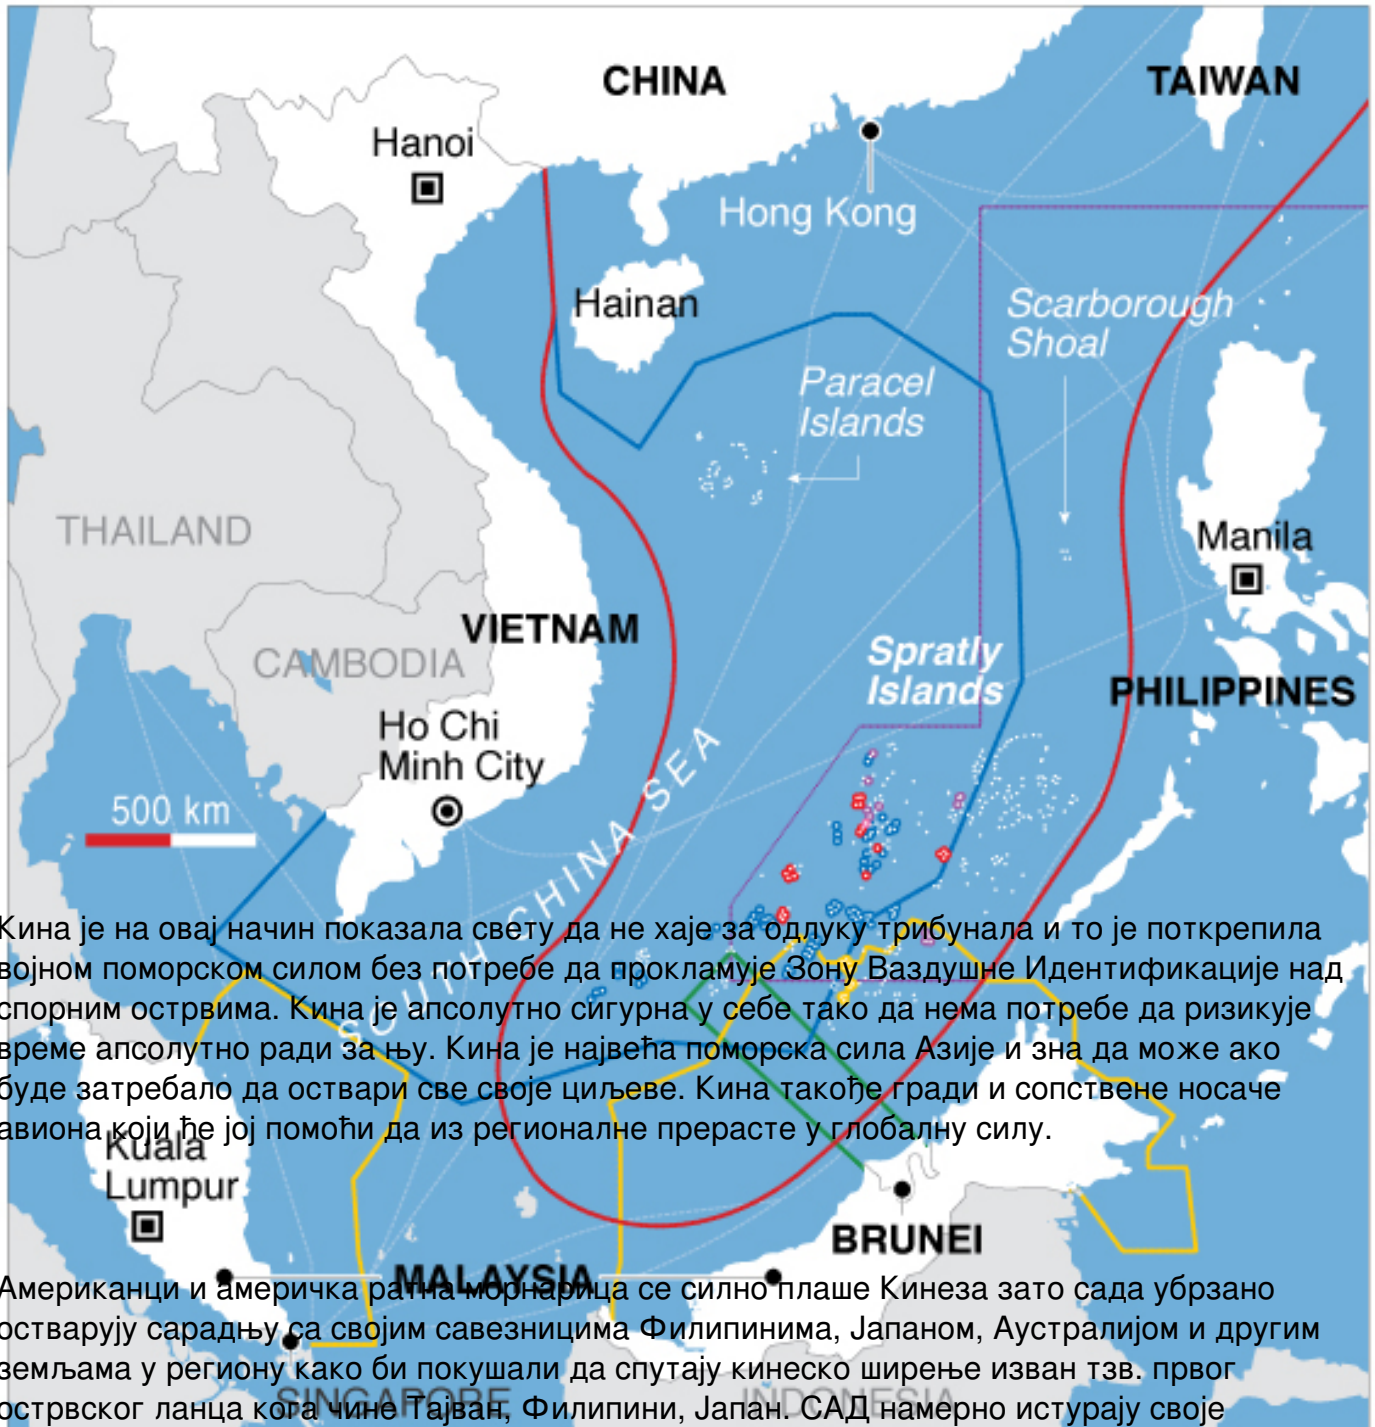 CHINA
TAIWAN
Hanoi
Hong Kong
Hainan
Scarborough
Shoal
Paracel
Islands
THAILAND
Manila
VIETNAM
Spratly
Islands
CAMBODIA
PHILIPPINES
Ho Chi
Minh City
500 km
SOUTH CHINA SEA
Кина је на овај начин показала свету да не хаје за одлуку трибунала и то је поткрепила
војном поморском силом без потребе да прокламује Зону Ваздушне Идентификације над
спорним острвима. Кина је апсолутно сигурна у себе тако да нема потребе да ризикује
време апсолутно ради за њу. Кина је највећа поморска сила Азије и зна да може ако
буде затребало да оствари све своје циљеве. Кина такође гради и сопствене носаче
авиона који ће јој помоћи да из регионалне прерасте у глобалну силу.
Kuala
Lumpur
BRUNEI
MALAYSIA
Американци и америчка ратна морнарица се силно плаше Кинеза зато сада убрзано
остварују сарадњу са својим савезницима Филипинима, Јапаном, Аустралијом и другим
земљама у региону како би покушали да спутају кинеско ширење изван тзв. првог
SINGAPORE
INDONESIA
острвског ланца кога чине Тајван, Филипини, Јапан. САД намерно истурају своје